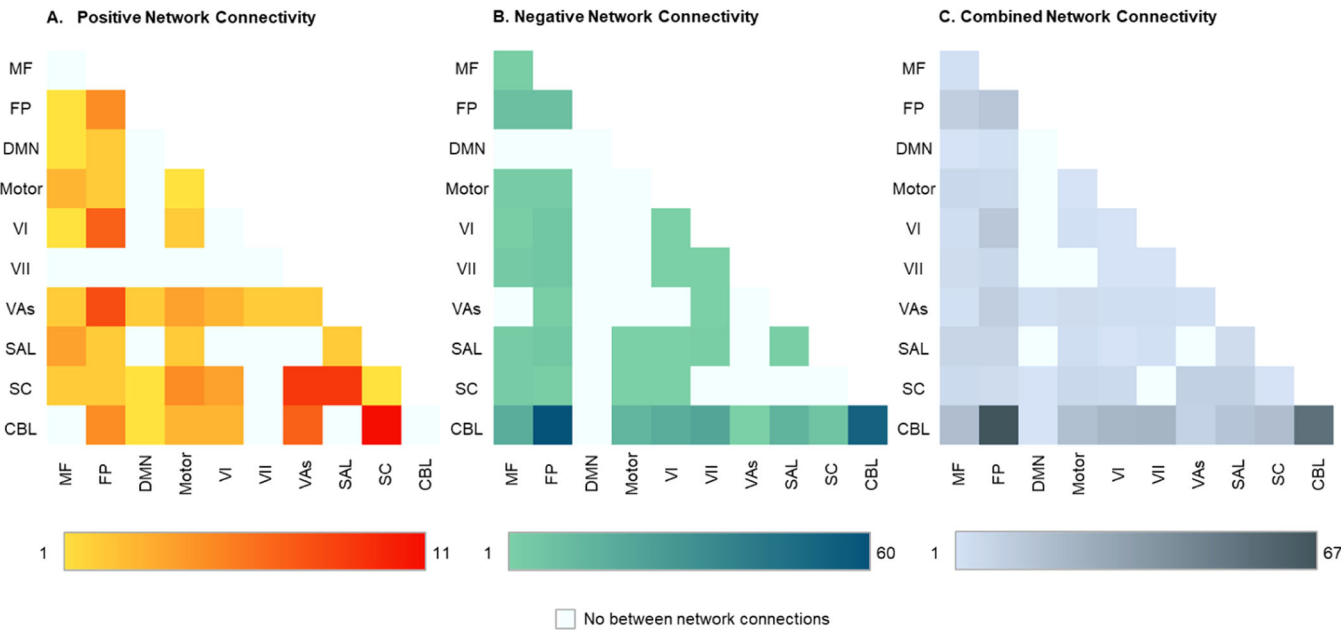 A. Positive Network Connectivity
MF
FP
DMN
Motor
VI
VII
VAs
SAL
SC
CBL
MF
FP
DMN
Motor
VI
VII
VAs
SAL
SC
CBL
1
11
B. Negative Network Connectivity
MF
FP
DMN
Motor
VI
VII
VAs
SAL
SC
CBL
MF
FP
DMN
Motor
VI
VII
VAs
SAL
SC
CBL
1
60
C. Combined Network Connectivity
MF
FP
DMN
Motor
VI
VII
VAs
SAL
SC
CBL
MF
FP
DMN
Motor
VI
VII
VAs
SAL
SC
CBL
1
67
No between network connections